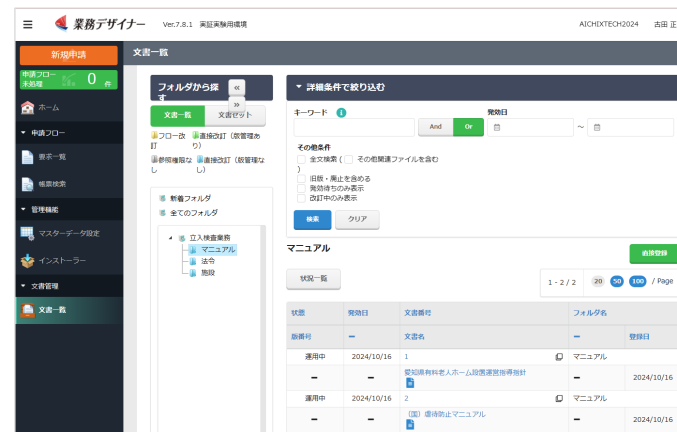 業務デザイナー Ver.7.8.1 実証実験用環境 AICHIXTECH2024 古田 正
新規申請
申請フロー
未処理 0 件
ホーム
申請フロー
要求一覧
帳票検索
管理機能
マスターデータ設定
インストーラー
文書管理
文書一覧
文書一覧
フォルダから探
す
«
»
文書一覧 文書セット
フロー改訂 直接改訂（版管理あり）
参照権限なし 直接改訂（版管理なし）
新着フォルダ
全てのフォルダ
立入検査業務
マニュアル
法令
施設
詳細条件で絞り込む
キーワード 発効日
And Or ～
その他条件
全文検索 ( その他関連ファイルを含む
)
旧版・廃止を含める
発効待ちのみ表示
改訂中のみ表示
検索 クリア
マニュアル
直接登録
状況一覧 1 - 2 / 2 20 50 100 / Page
状態 発効日 文書番号 フォルダ名
版番号 － 文書名 － 登録日
運用中 2024/10/16 1 マニュアル
－ － 愛知県有料老人ホーム設置運営指導指針 － 2024/10/16
運用中 2024/10/16 2 マニュアル
－ － （国）虐待防止マニュアル － 2024/10/16